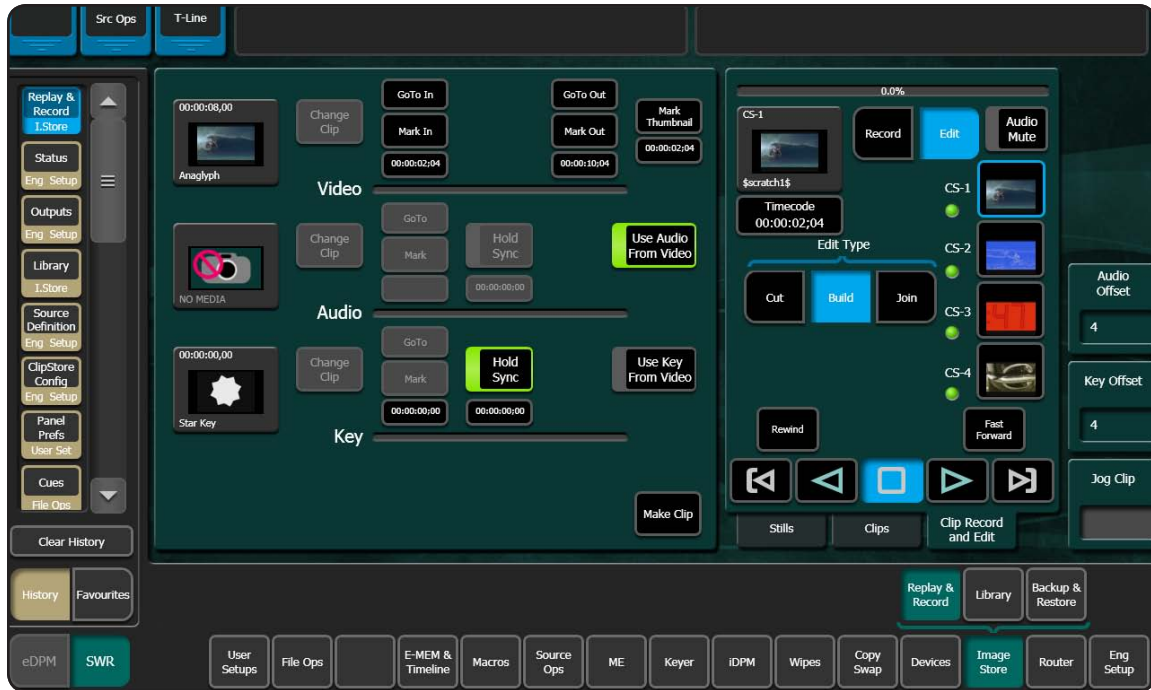 Src Ops
T-Line
Replay &
Record
I.Store
Status
Eng Setup
Outputs
Eng Setup
Library
I.Store
Source
Definition
Eng Setup
ClipStore
Config
Eng Setup
Panel
Prefs
User Set
Cues
File Ops
Clear History
History
Favourites
eDPM
SWR
00:00:08,00
Anaglyph
Change
Clip
GoTo In
Mark In
00:00:02;04
GoTo Out
Mark Out
00:00:10;04
Mark
Thumbnail
00:00:02;04
Video
NO MEDIA
Change
Clip
GoTo
Mark
Hold
Sync
00:00:00;00
Use Audio
From Video
Audio
00:00:00,00
Star Key
Change
Clip
GoTo
Mark
00:00:00;00
Hold
Sync
00:00:00;00
Use Key
From Video
Key
Make Clip
0.0%
CS-1
$scratch1$
Record
Edit
Audio
Mute
Timecode
00:00:02;04
Edit Type
Cut
Build
Join
CS-1
CS-2
CS-3
:47
CS-4
Rewind
Fast
Forward
Stills
Clips
Clip Record
and Edit
Audio
Offset
4
Key Offset
4
Jog Clip
Replay &
Record
Library
Backup &
Restore
User
Setups
File Ops
E-MEM &
Timeline
Macros
Source
Ops
ME
Keyer
iDPM
Wipes
Copy
Swap
Devices
Image
Store
Router
Eng
Setup